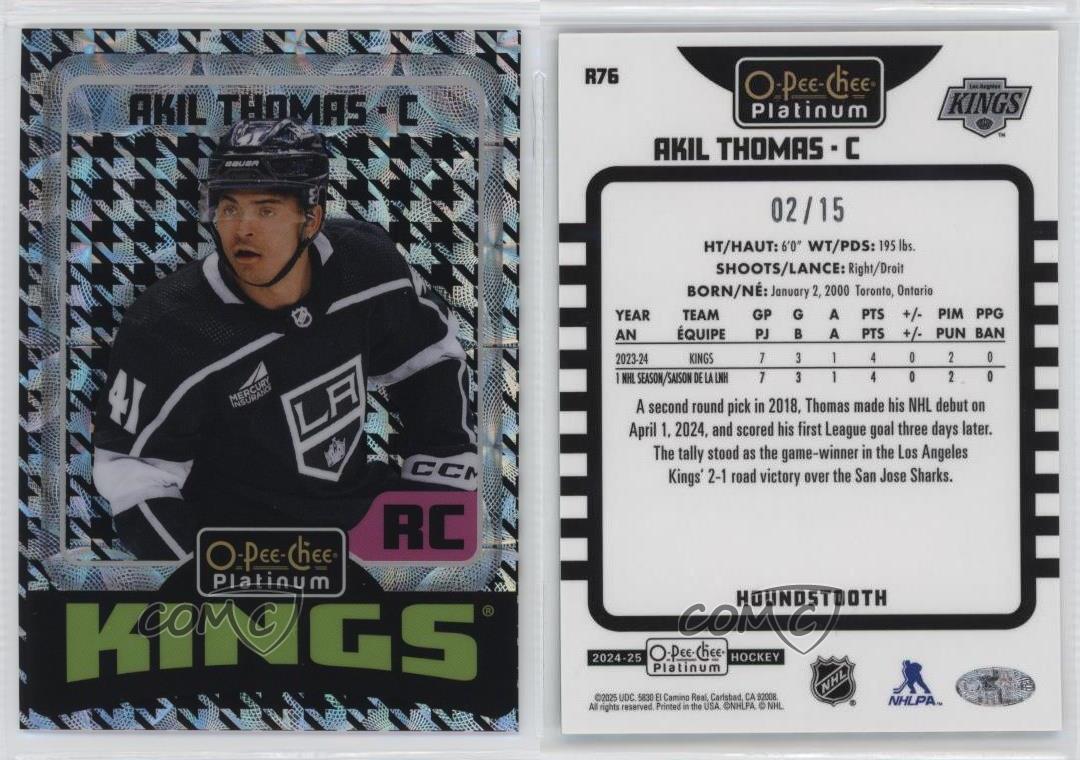 AKIL THOMAS · C
47
BAUER
41
MERCURY
INSURANCE
LA
CCM
RC
O-Pee-Chee
Platinum
KINGS®
COMC
R76
O-Pee-Chee
Platinum
Los Angeles
KINGS
TM
AKIL THOMAS · C
02/15
HT/HAUT: 6'0" WT/PDS: 195 lbs.
SHOOTS/LANCE: Right/Droit
BORN/NÉ: January 2, 2000 Toronto, Ontario
YEAR TEAM GP G A PTS +/- PIM PPG
AN ÉQUIPE PJ B A PTS +/- PUN BAN
2023-24 KINGS 7 3 1 4 0 2 0
1 NHL SEASON/SAISON DE LA LNH 7 3 1 4 0 2 0
A second round pick in 2018, Thomas made his NHL debut on
April 1, 2024, and scored his first League goal three days later.
The tally stood as the game-winner in the Los Angeles
Kings' 2-1 road victory over the San Jose Sharks.
HOUNDSTOOTH
COMC
2024-25 O-Pee-Chee Platinum HOCKEY
©2025 UDC. 5830 El Camino Real, Carlsbad, CA 92008.
All rights reserved. Printed in the USA. ©NHLPA. © NHL.
NHL
NHLPA